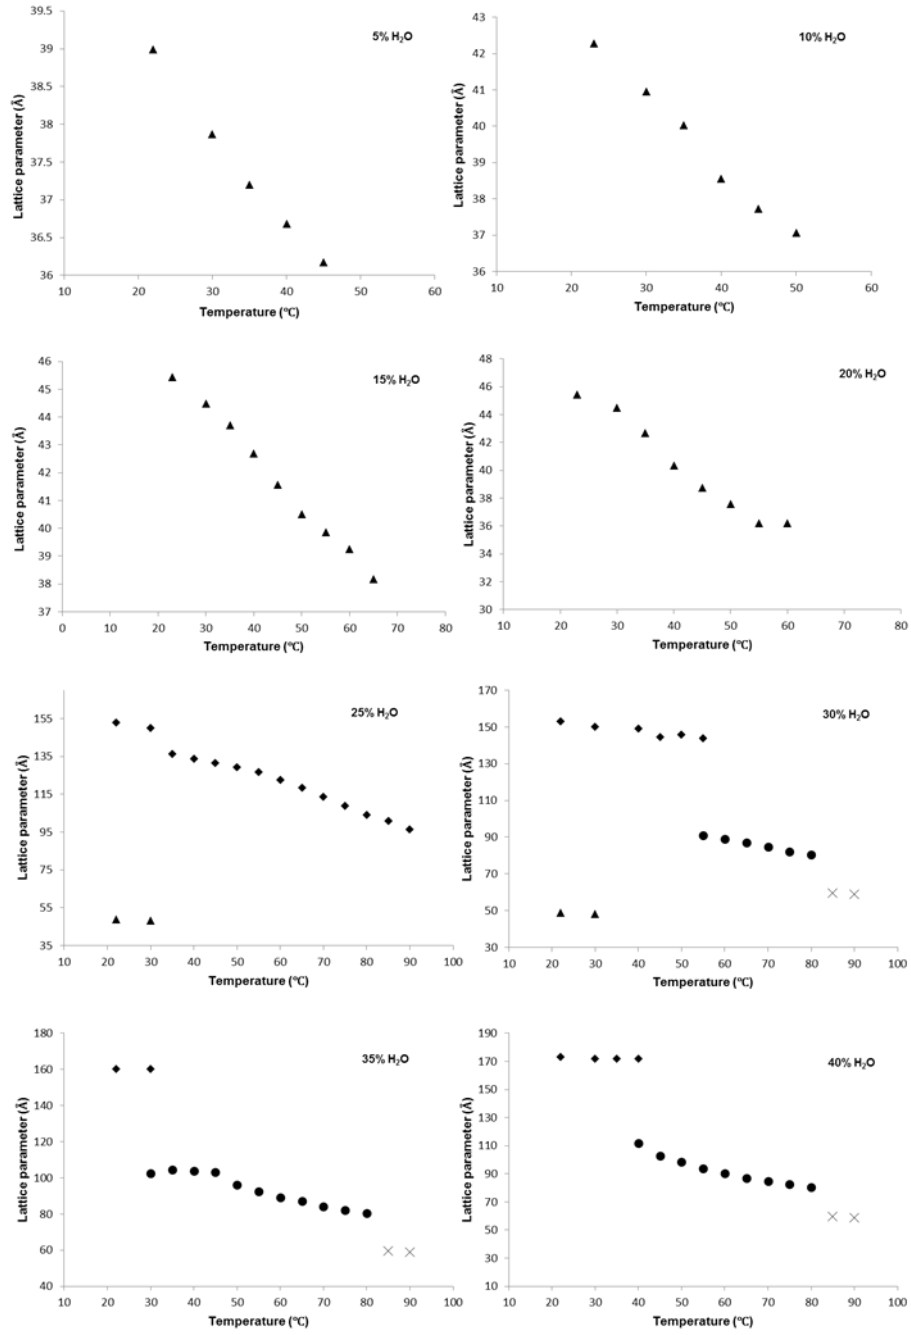 5% H₂O
Lattice parameter (Å)
39.5
39
38.5
38
37.5
37
36.5
36
10 20 30 40 50 60
Temperature (°C)
10% H₂O
Lattice parameter (Å)
43
42
41
40
39
38
37
36
10 20 30 40 50 60
Temperature (°C)
15% H₂O
Lattice parameter (Å)
46
45
44
43
42
41
40
39
38
37
0 10 20 30 40 50 60 70 80
Temperature (°C)
20% H₂O
Lattice parameter (Å)
48
46
44
42
40
38
36
34
32
30
10 20 30 40 50 60 70 80
Temperature (°C)
25% H₂O
Lattice parameter (Å)
155
135
115
95
75
55
35
10 20 30 40 50 60 70 80 90 100
Temperature (°C)
30% H₂O
Lattice parameter (Å)
170
150
130
110
90
70
50
30
10 20 30 40 50 60 70 80 90 100
Temperature (°C)
35% H₂O
Lattice parameter (Å)
180
160
140
120
100
80
60
40
10 20 30 40 50 60 70 80 90 100
Temperature (°C)
40% H₂O
Lattice parameter (Å)
190
170
150
130
110
90
70
50
30
10
10 20 30 40 50 60 70 80 90 100
Temperature (°C)